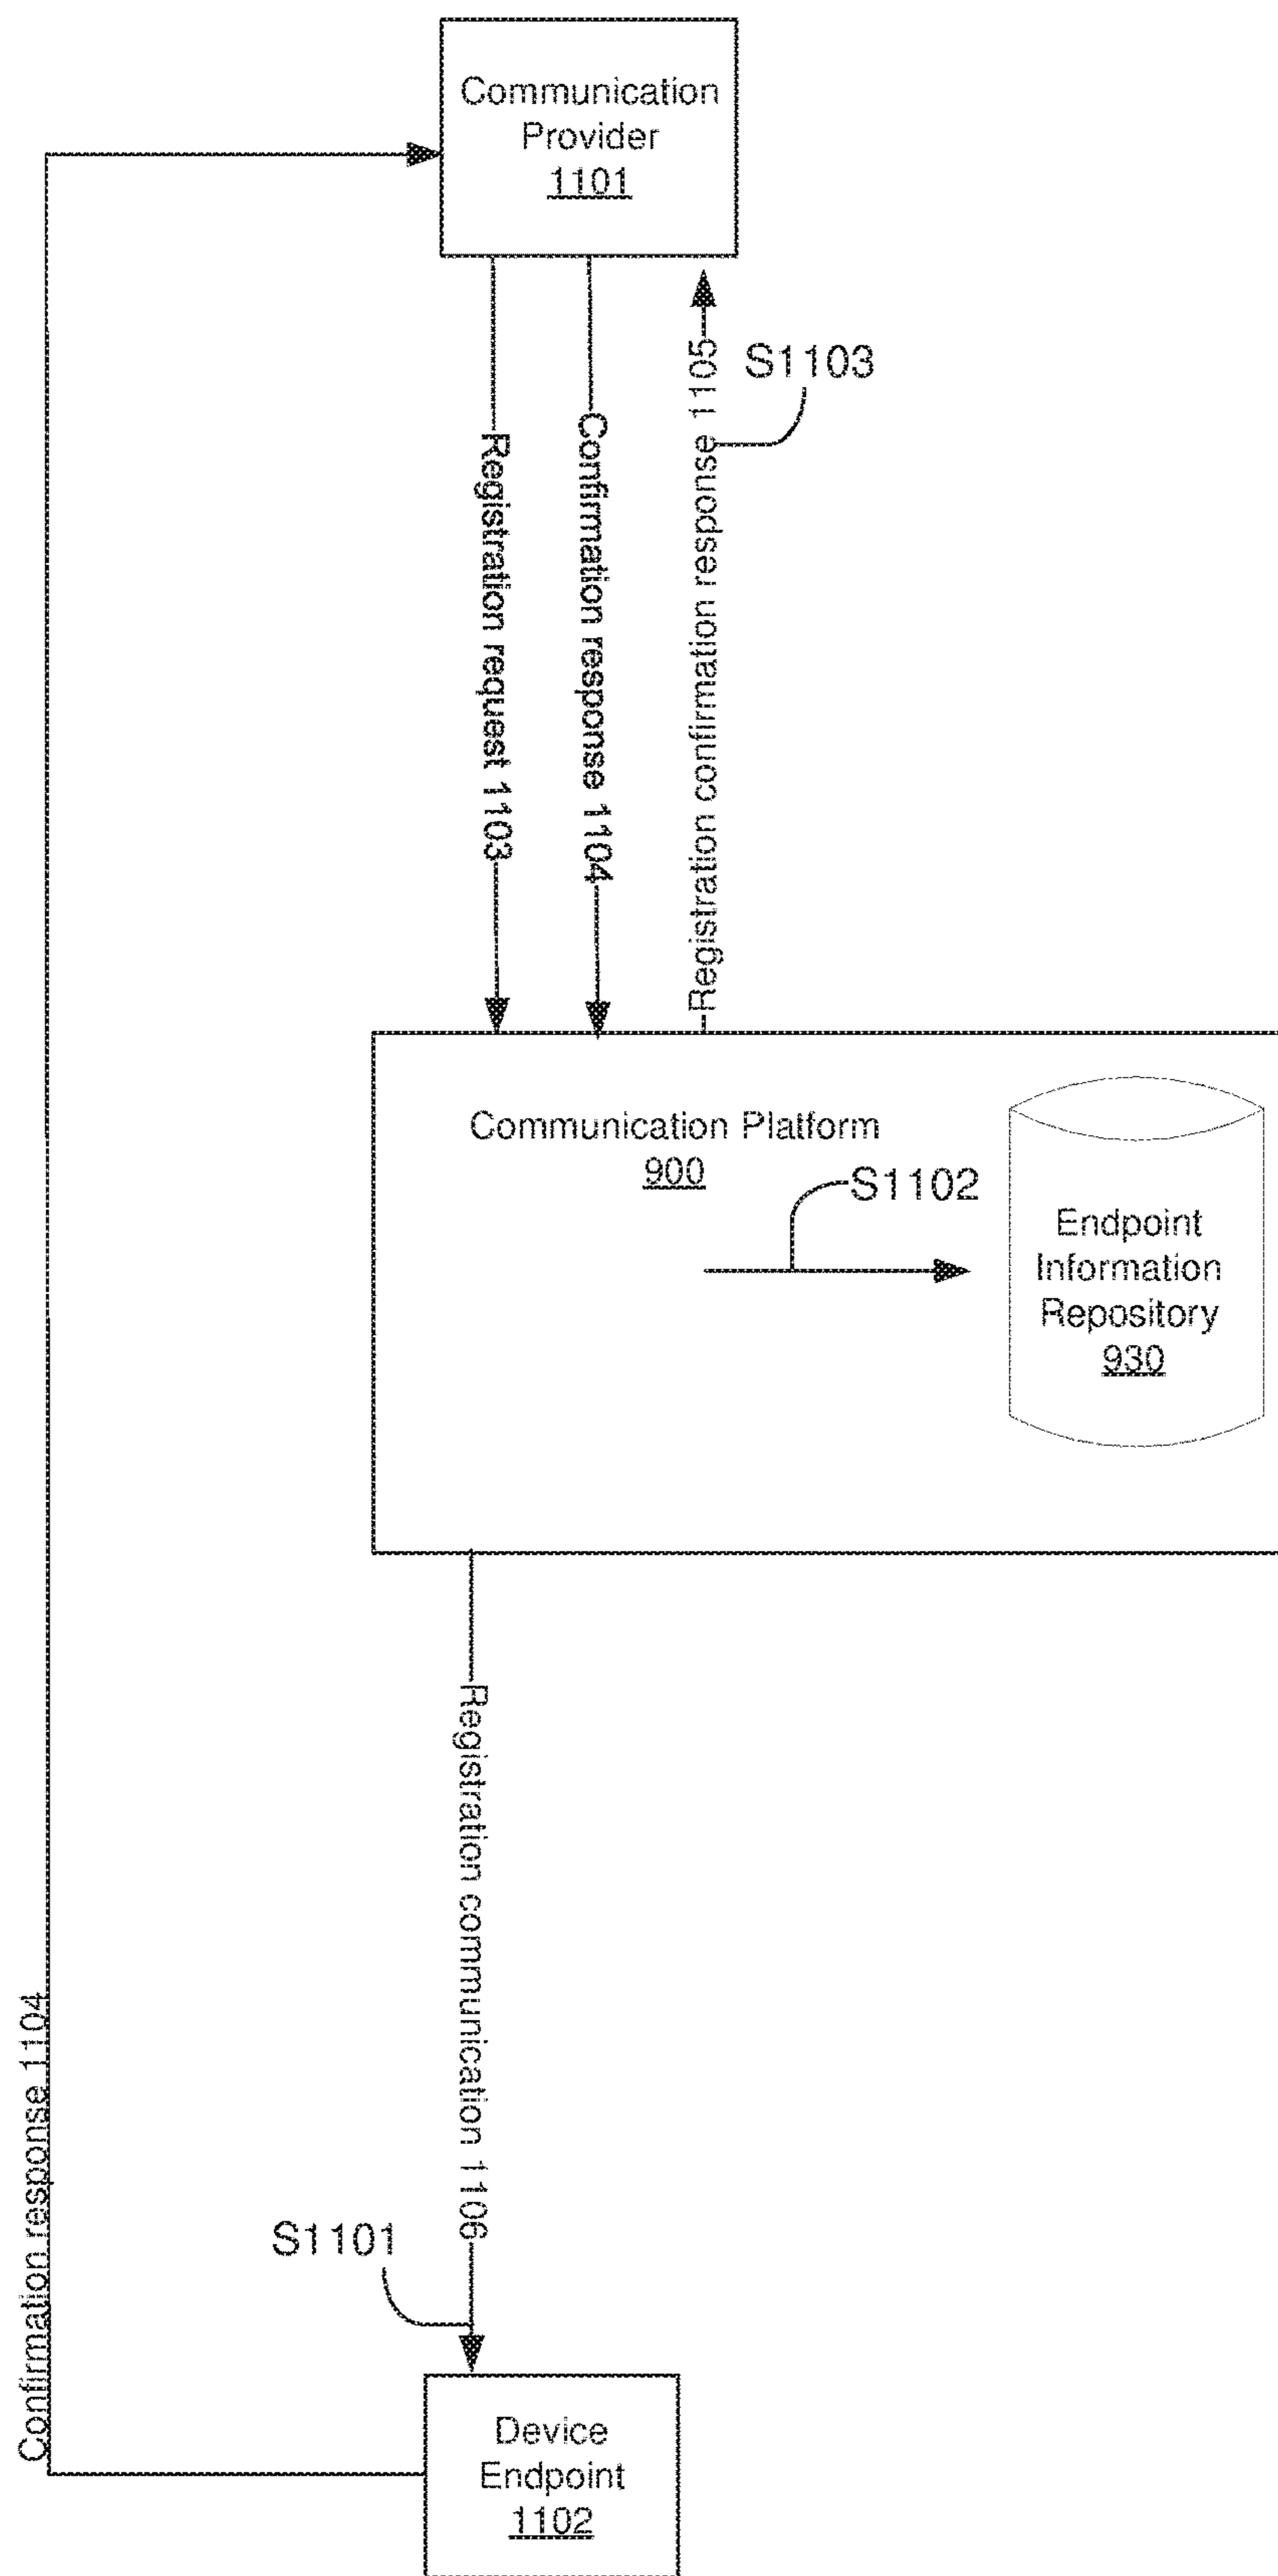 Communication
Provider
1101
Registration request 1103
Confirmation response 1104
Registration confirmation response 1105
S1103
Communication Platform
900
S1102
Endpoint
Information
Repository
930
Registration communication 1106
Confirmation response 1104
S1101
Device
Endpoint
1102